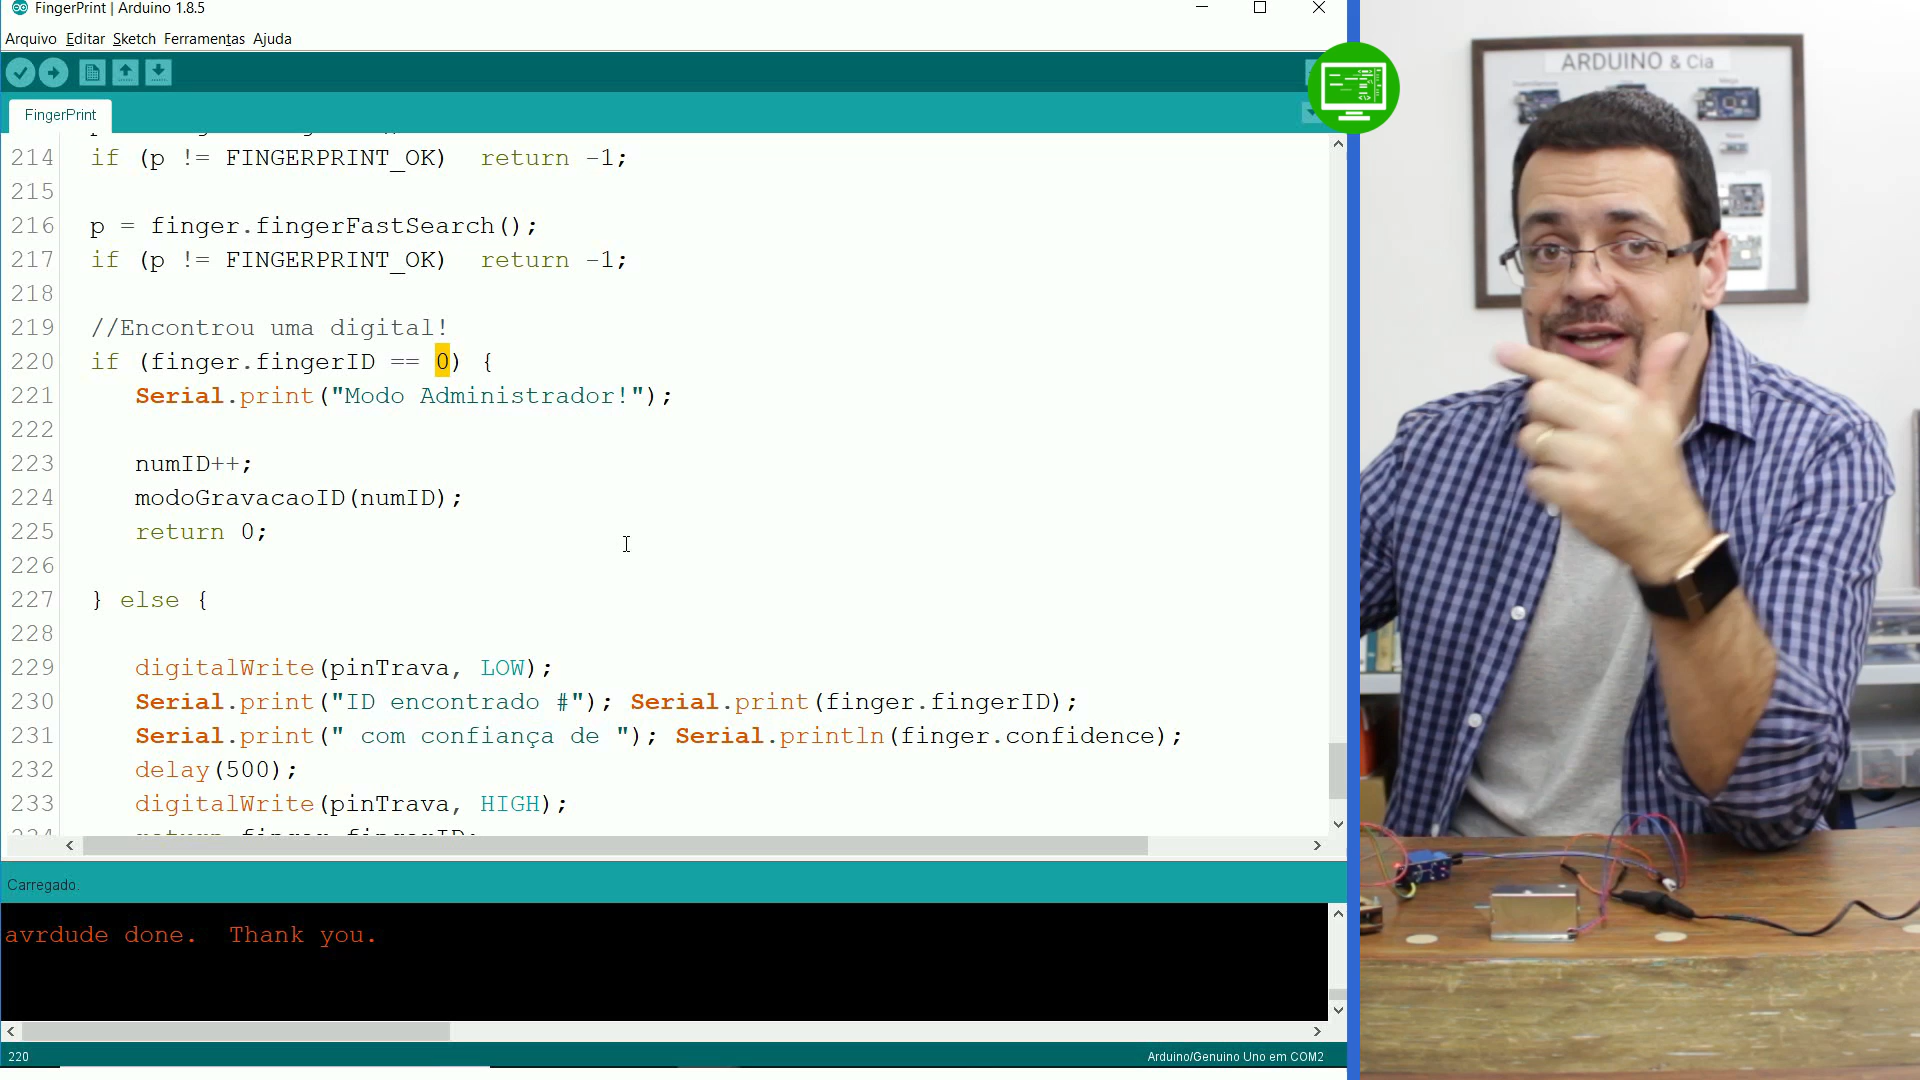 FingerPrint | Arduino 1.8.5
Arquivo Editar Sketch Ferramentas Ajuda
FingerPrint
214 if (p != FINGERPRINT_OK) return -1;
215
216 p = finger.fingerFastSearch();
217 if (p != FINGERPRINT_OK) return -1;
218
219 //Encontrou uma digital!
220 if (finger.fingerID == 0) {
221 Serial.print("Modo Administrador!");
222
223 numID++;
224 modoGravacaoID(numID);
225 return 0;
226
227 } else {
228
229 digitalWrite(pinTrava, LOW);
230 Serial.print("ID encontrado #"); Serial.print(finger.fingerID);
231 Serial.print(" com confiança de "); Serial.println(finger.confidence);
232 delay(500);
233 digitalWrite(pinTrava, HIGH);
234 return finger.fingerID;
Carregado.
avrdude done. Thank you.
220
Arduino/Genuino Uno em COM2
ARDUINO & Cia